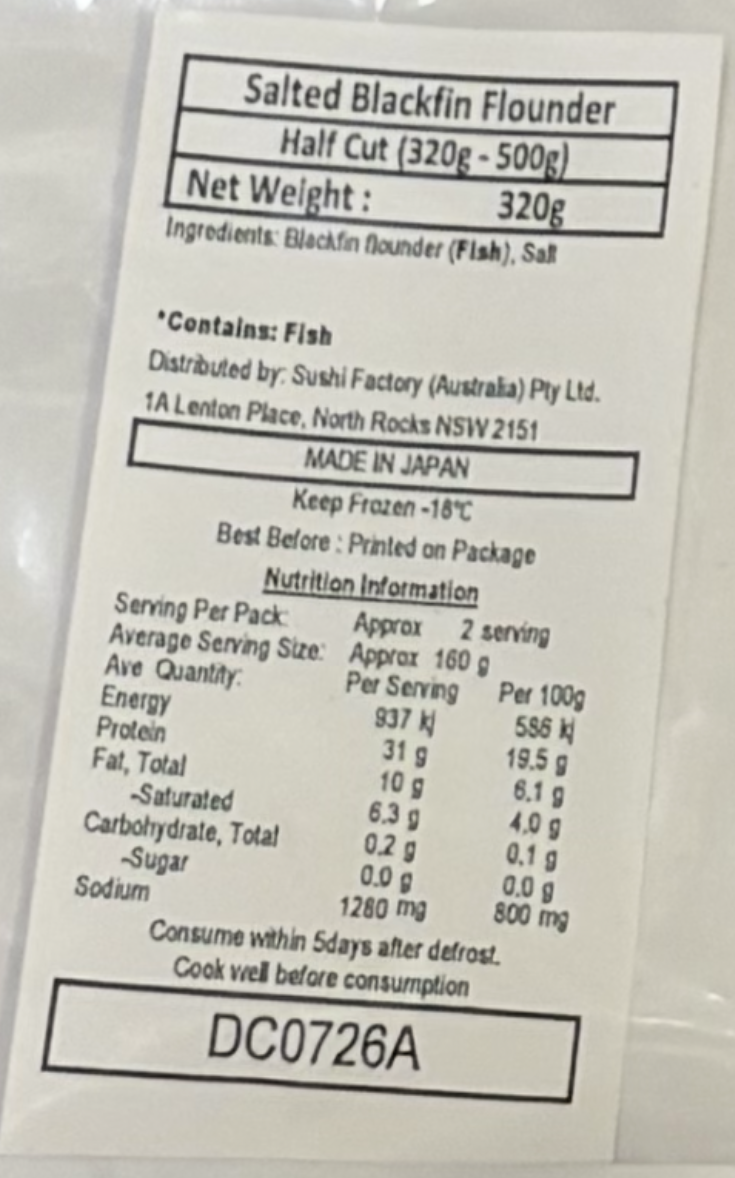 Salted Blackfin Flounder
Half Cut (320g - 500g)
Net Weight : 320g
Ingredients: Blackfin flounder (Fish), Salt
*Contains: Fish
Distributed by: Sushi Factory (Australia) Pty Ltd.
1A Lenton Place, North Rocks NSW 2151
MADE IN JAPAN
Keep Frozen -18℃
Best Before : Printed on Package
Nutrition Information
Serving Per Pack: Approx 2 serving
Average Serving Size: Approx 160 g
Ave Quantity: Per Serving Per 100g
Energy 937 kj 586 kj
Protein 31 g 19.5 g
Fat, Total 10 g 6.1 g
-Saturated 6.3 g 4.0 g
Carbohydrate, Total 0.2 g 0.1 g
-Sugar 0.0 g 0.0 g
Sodium 1280 mg 800 mg
Consume within 5days after defrost.
Cook well before consumption
DC0726A